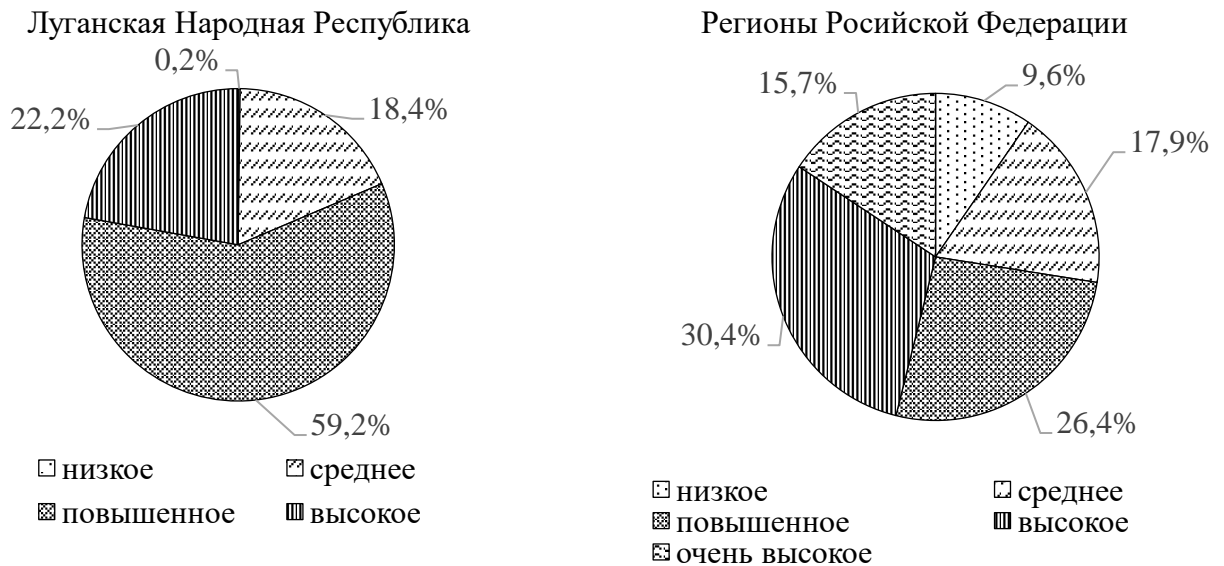 Луганская Народная Республика
0,2%
18,4%
22,2%
59,2%
низкое
среднее
повышенное
высокое
Регионы Росийской Федерации
15,7%
9,6%
17,9%
30,4%
26,4%
низкое
среднее
повышенное
высокое
очень высокое